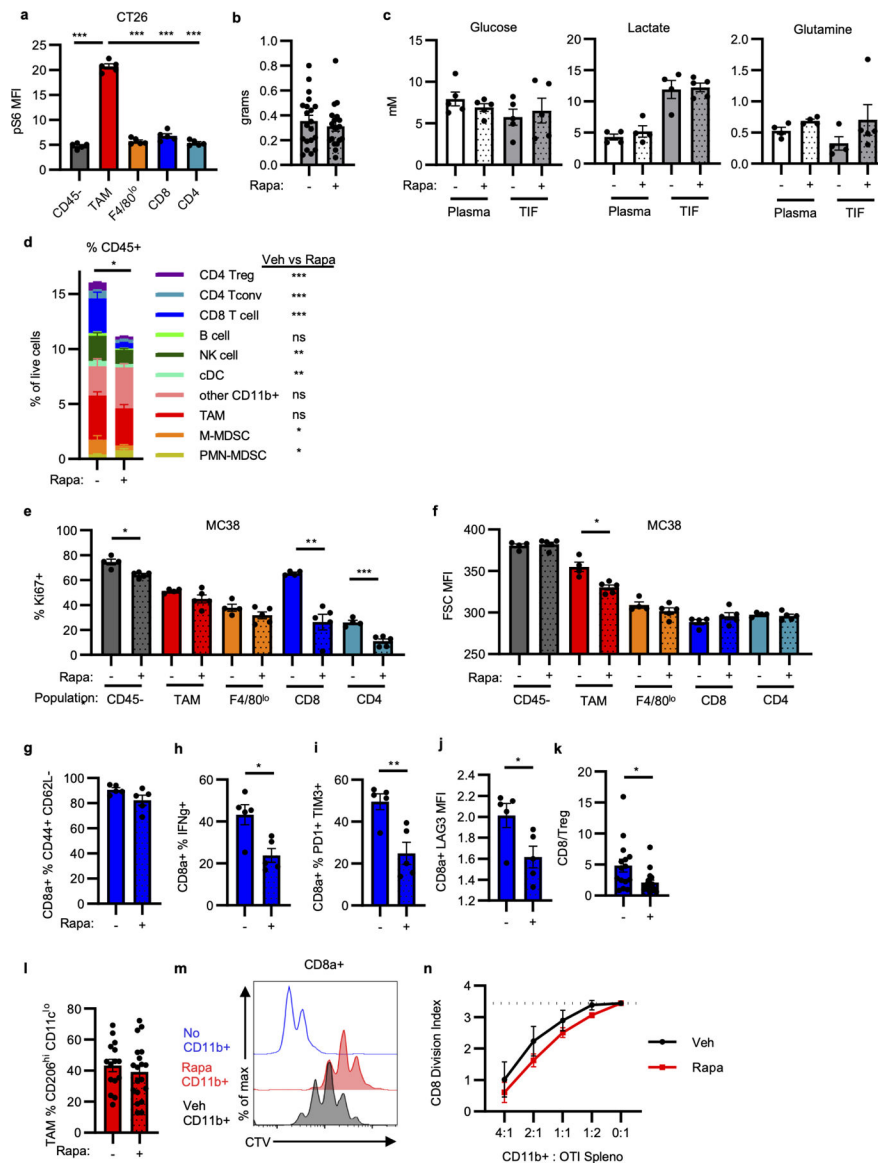 a
CT26
***
***
***
***
pS6 MFI
25
20
15
10
5
0
CD45-
TAM
F4/80lo
CD8
CD4
b
grams
1.0
0.8
0.6
0.4
0.2
0.0
Rapa: - +
c
Glucose
mM
15
10
5
0
Rapa: - + - +
Plasma TIF
Lactate
20
15
10
5
0
- + - +
Plasma TIF
Glutamine
2.0
1.5
1.0
0.5
0.0
- + - +
Plasma TIF
d
% CD45+
*
% of live cells
15
10
5
0
Rapa: - +
Veh vs Rapa
CD4 Treg ***
CD4 Tconv ***
CD8 T cell ***
B cell ns
NK cell **
cDC **
other CD11b+ ns
TAM ns
M-MDSC *
PMN-MDSC *
e
MC38
% Ki67+
100
80
60
40
20
0
*
**
***
Rapa: - + - + - + - + - +
Population: CD45- TAM F4/80lo CD8 CD4
f
MC38
FSC MFI
400
350
300
250
*
Rapa: - + - + - + - + - +
CD45- TAM F4/80lo CD8 CD4
g
CD8a+ % CD44+ CD62L-
100
80
60
40
20
0
Rapa: - +
h
CD8a+ % IFNg+
60
40
20
0
*
- +
i
CD8a+ % PD1+ TIM3+
60
40
20
0
**
- +
j
CD8a+ LAG3 MFI
2.4
2.2
2.0
1.8
1.6
1.4
1.2
*
- +
k
CD8/Treg
20
15
10
5
0
*
- +
l
TAM % CD206hi CD11clo
80
60
40
20
0
Rapa: - +
m
CD8a+
No
CD11b+
Rapa
CD11b+
Veh
CD11b+
% of max
CTV
n
CD8 Division Index
4
3
2
1
0
4:1 2:1 1:1 1:2 0:1
CD11b+ : OTI Spleno
Veh
Rapa